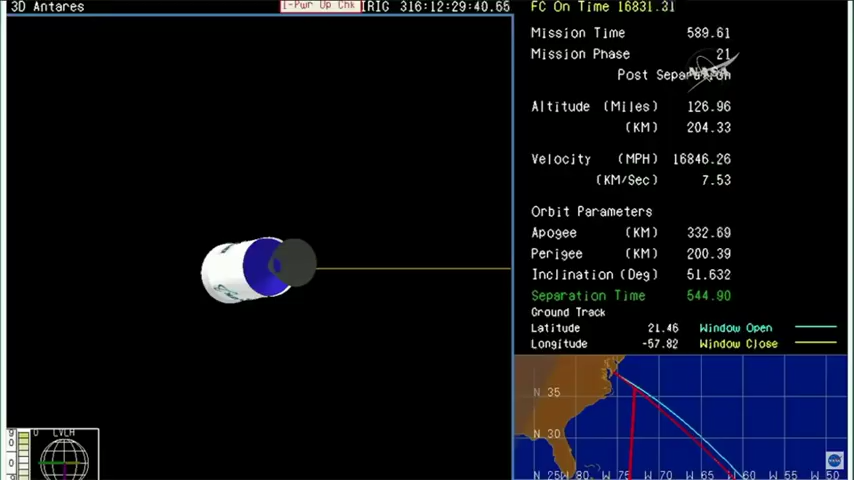 3D Antares
I-Pwr Up Chk
IRIG 316:12:29:40.65
FC On Time 16831.31
Mission Time 589.61
Mission Phase 21
Post Separation
NASA
Altitude (Miles) 126.96
(KM) 204.33
Velocity (MPH) 16846.26
(KM/Sec) 7.53
Orbit Parameters
Apogee (KM) 332.69
Perigee (KM) 200.39
Inclination (Deg) 51.632
Separation Time 544.90
Ground Track
Latitude 21.46 Window Open
Longitude -57.82 Window Close
N 35
N 30
N 25 W 80 W 75 W 70 W 65 W 60 W 55 W 50
0 LVLH